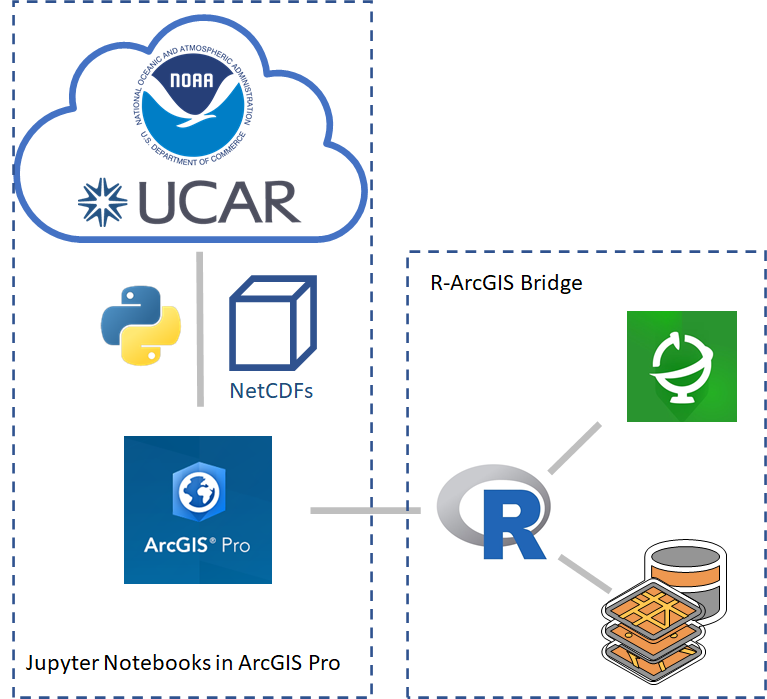 NATIONAL OCEANIC AND ATMOSPHERIC ADMINISTRATION
NOAA
U.S. DEPARTMENT OF COMMERCE
UCAR
NetCDFs
ArcGIS® Pro
Jupyter Notebooks in ArcGIS Pro
R-ArcGIS Bridge
R